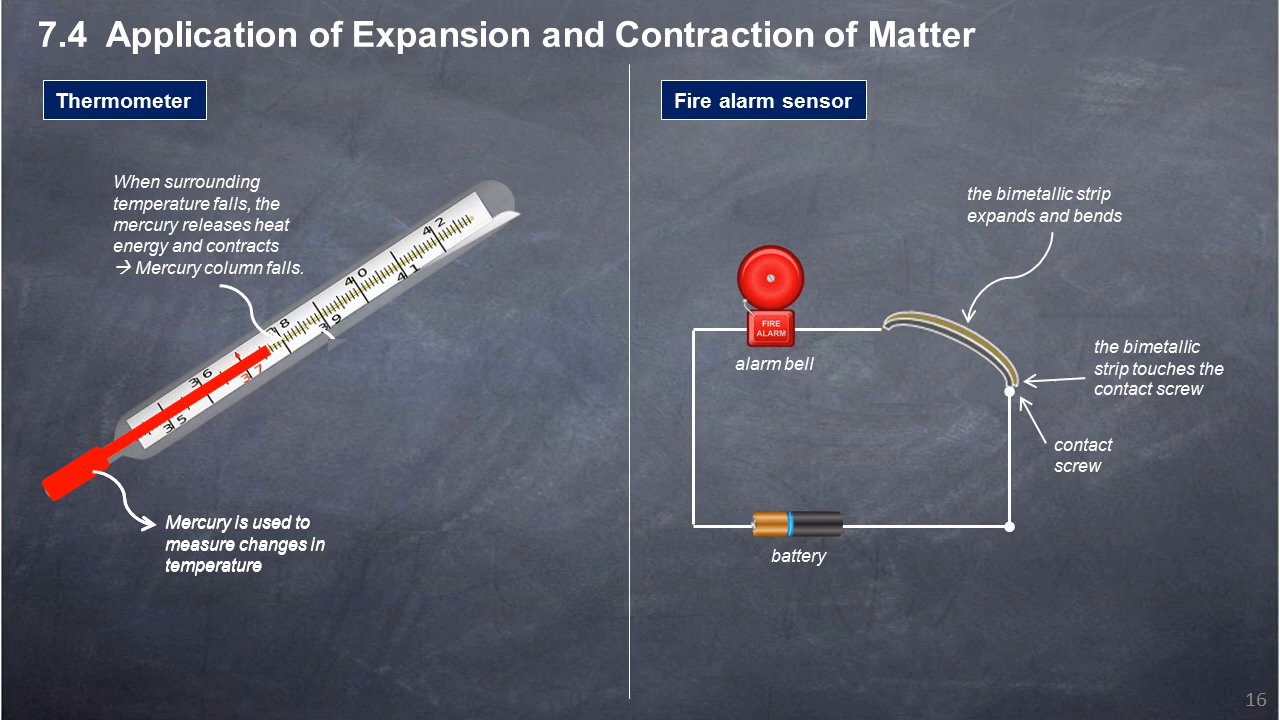 7.4 Application of Expansion and Contraction of Matter
Thermometer
When surrounding
temperature falls, the
mercury releases heat
energy and contracts
→ Mercury column falls.
42
41
40
39
38
37
36
35
Mercury is used to
measure changes in
temperature
Fire alarm sensor
the bimetallic strip
expands and bends
FIRE
ALARM
alarm bell
the bimetallic
strip touches the
contact screw
contact
screw
battery
16